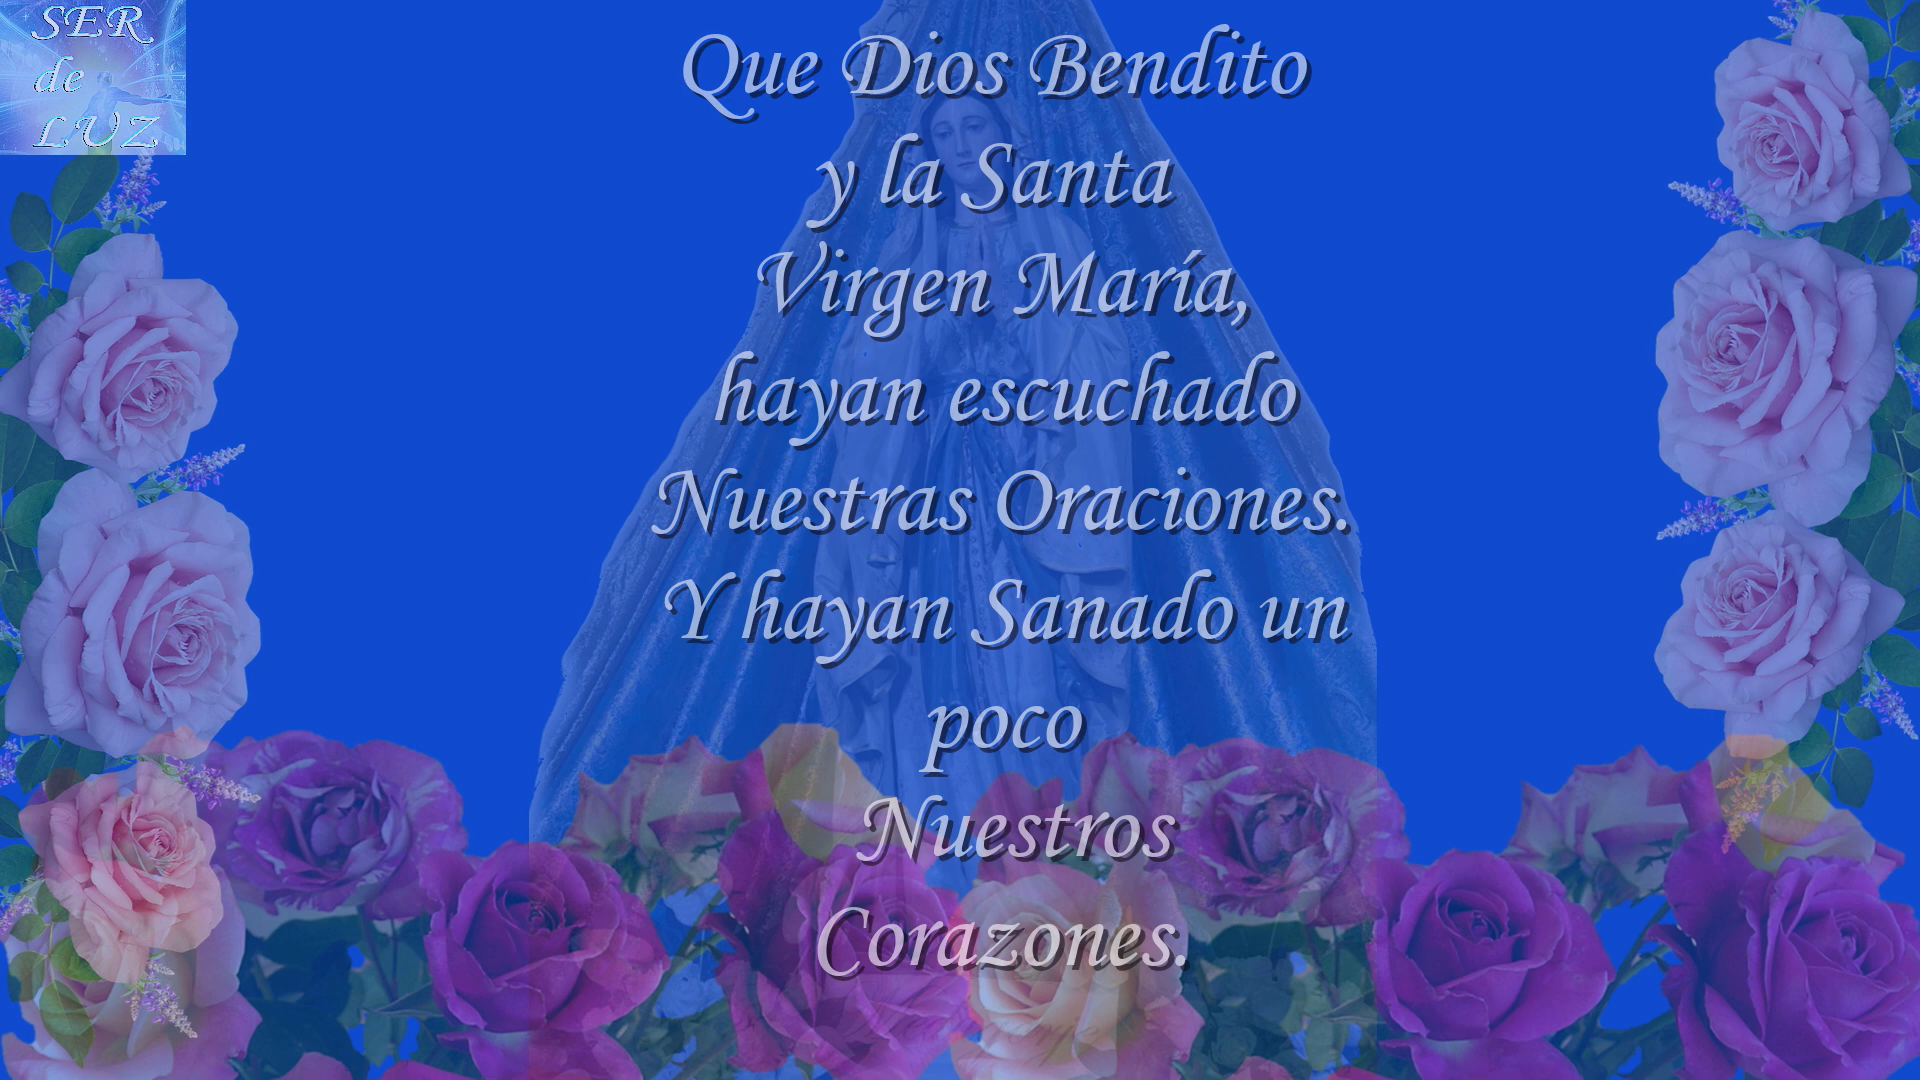 SER
de
LUZ
Que Dios Bendito
y la Santa
Virgen María,
hayan escuchado
Nuestras Oraciones.
Y hayan Sanado un
poco
Nuestros
Corazones.